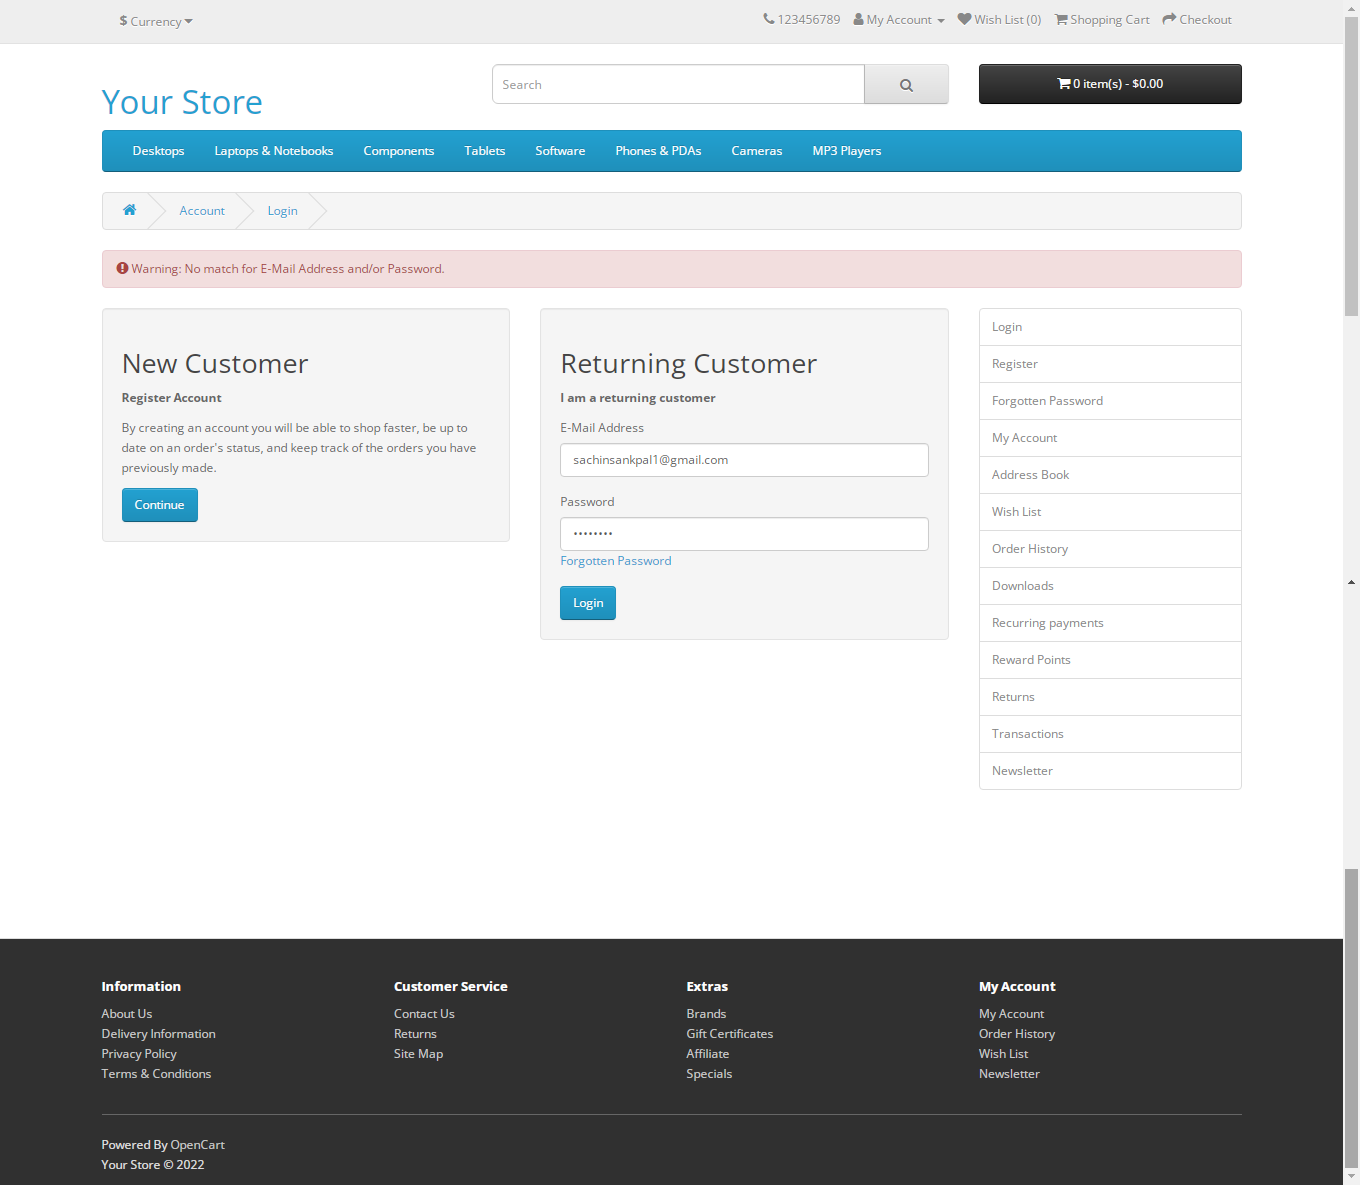 $ Currency
123456789 My Account Wish List (0) Shopping Cart Checkout
Your Store
Search
0 item(s) - $0.00
Desktops Laptops & Notebooks Components Tablets Software Phones & PDAs Cameras MP3 Players
Account Login
Warning: No match for E-Mail Address and/or Password.
New Customer
Register Account
By creating an account you will be able to shop faster, be up to
date on an order's status, and keep track of the orders you have
previously made.
Continue
Returning Customer
I am a returning customer
E-Mail Address
sachinsankpal1@gmail.com
Password
••••••••
Forgotten Password
Login
Login
Register
Forgotten Password
My Account
Address Book
Wish List
Order History
Downloads
Recurring payments
Reward Points
Returns
Transactions
Newsletter
Information
About Us
Delivery Information
Privacy Policy
Terms & Conditions
Customer Service
Contact Us
Returns
Site Map
Extras
Brands
Gift Certificates
Affiliate
Specials
My Account
My Account
Order History
Wish List
Newsletter
Powered By OpenCart
Your Store © 2022